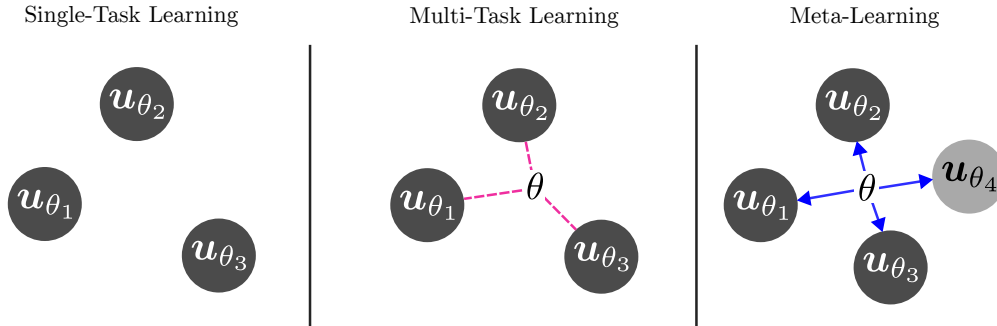 Single-Task Learning
u_θ₂
u_θ₁
u_θ₃
Multi-Task Learning
u_θ₂
θ
u_θ₁
u_θ₃
Meta-Learning
u_θ₂
u_θ₄
θ
u_θ₁
u_θ₃